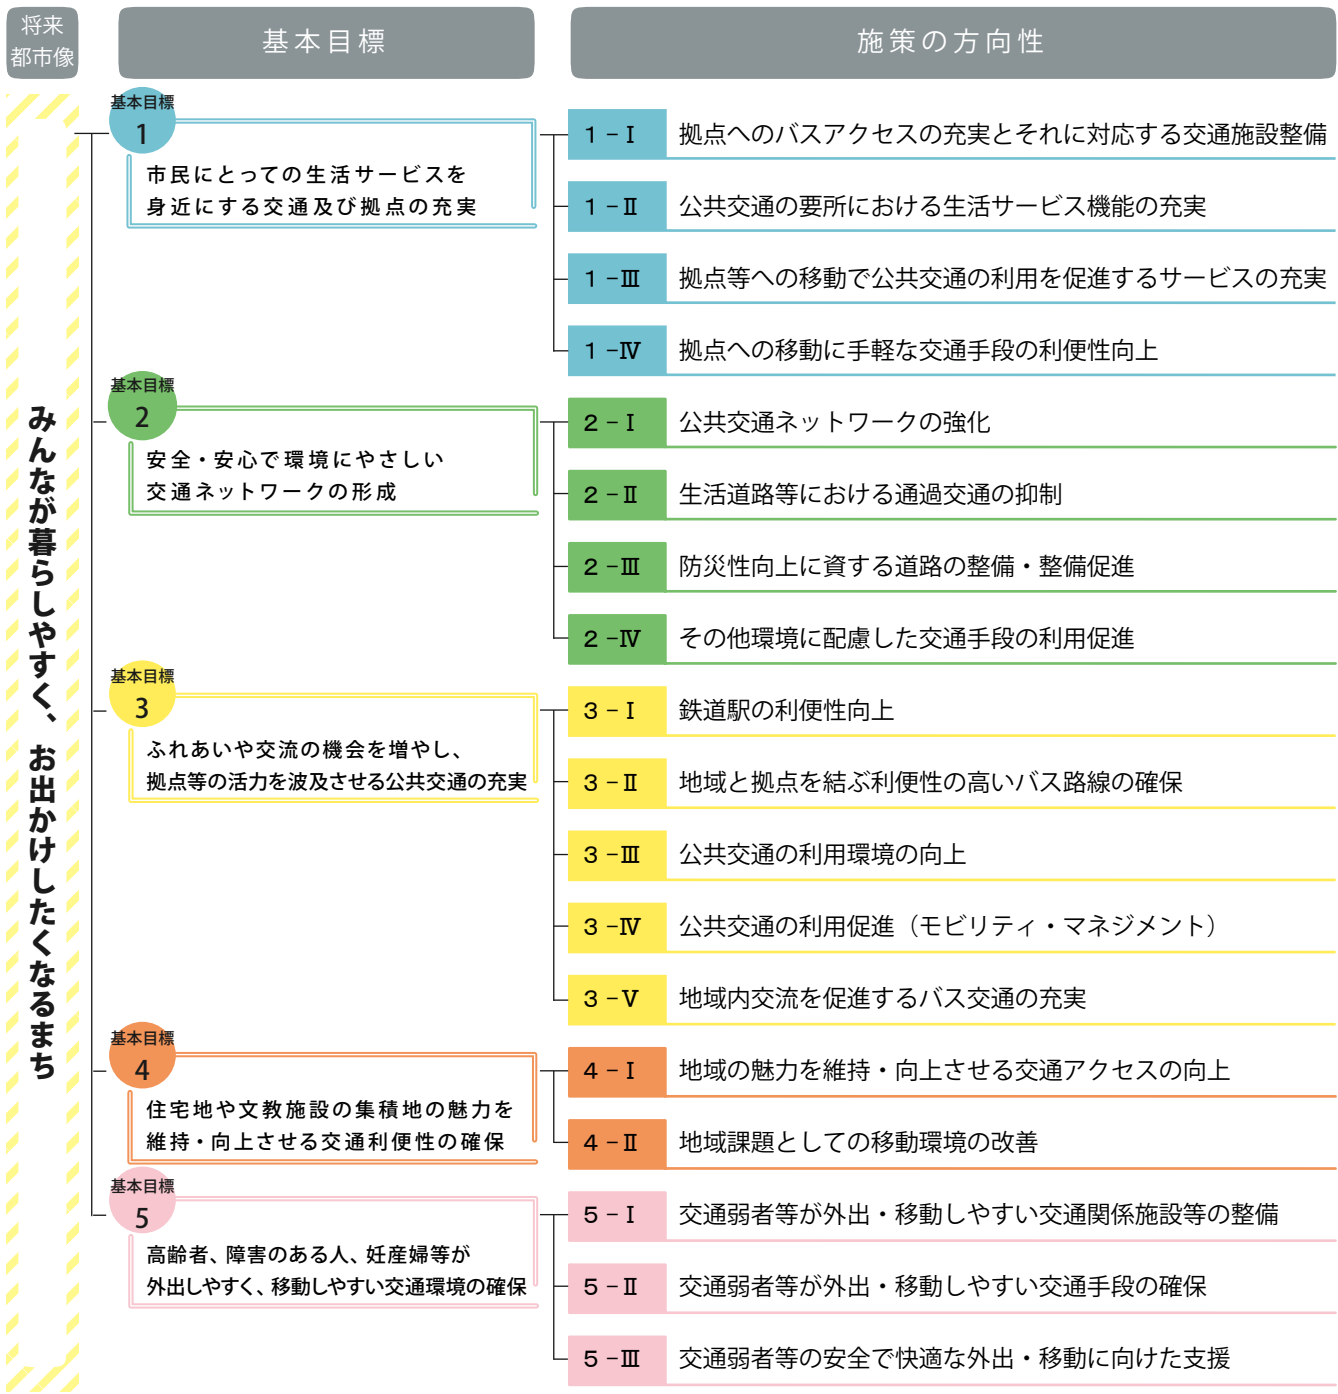 将来
都市像
基本目標
施策の方向性
みんなが暮らしやすく、お出かけしたくなるまち
基本目標
1
市民にとっての生活サービスを
身近にする交通及び拠点の充実
1-Ⅰ 拠点へのバスアクセスの充実とそれに対応する交通施設整備
1-Ⅱ 公共交通の要所における生活サービス機能の充実
1-Ⅲ 拠点等への移動で公共交通の利用を促進するサービスの充実
1-Ⅳ 拠点への移動に手軽な交通手段の利便性向上
基本目標
2
安全・安心で環境にやさしい
交通ネットワークの形成
2-Ⅰ 公共交通ネットワークの強化
2-Ⅱ 生活道路等における通過交通の抑制
2-Ⅲ 防災性向上に資する道路の整備・整備促進
2-Ⅳ その他環境に配慮した交通手段の利用促進
基本目標
3
ふれあいや交流の機会を増やし、
拠点等の活力を波及させる公共交通の充実
3-Ⅰ 鉄道駅の利便性向上
3-Ⅱ 地域と拠点を結ぶ利便性の高いバス路線の確保
3-Ⅲ 公共交通の利用環境の向上
3-Ⅳ 公共交通の利用促進（モビリティ・マネジメント）
3-Ⅴ 地域内交流を促進するバス交通の充実
基本目標
4
住宅地や文教施設の集積地の魅力を
維持・向上させる交通利便性の確保
4-Ⅰ 地域の魅力を維持・向上させる交通アクセスの向上
4-Ⅱ 地域課題としての移動環境の改善
基本目標
5
高齢者、障害のある人、妊産婦等が
外出しやすく、移動しやすい交通環境の確保
5-Ⅰ 交通弱者等が外出・移動しやすい交通関係施設等の整備
5-Ⅱ 交通弱者等が外出・移動しやすい交通手段の確保
5-Ⅲ 交通弱者等の安全で快適な外出・移動に向けた支援